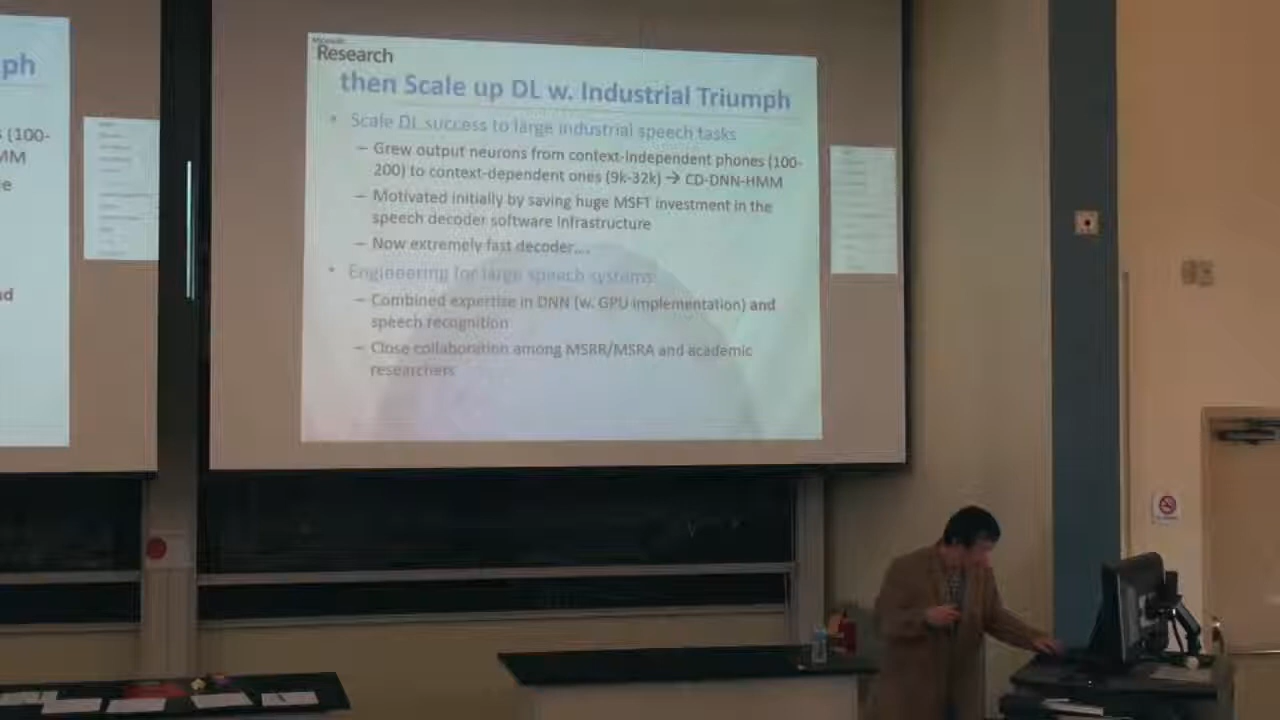 ph
s (100-
MM
e
nd
Microsoft
Research
then Scale up DL w. Industrial Triumph
• Scale DL success to large industrial speech tasks
– Grew output neurons from context-independent phones (100-
200) to context-dependent ones (9k-32k) → CD-DNN-HMM
– Motivated initially by saving huge MSFT investment in the
speech decoder software infrastructure
– Now extremely fast decoder....
• Engineering for large speech systems
– Combined expertise in DNN (w. GPU implementation) and
speech recognition
– Close collaboration among MSRR/MSRA and academic
researchers